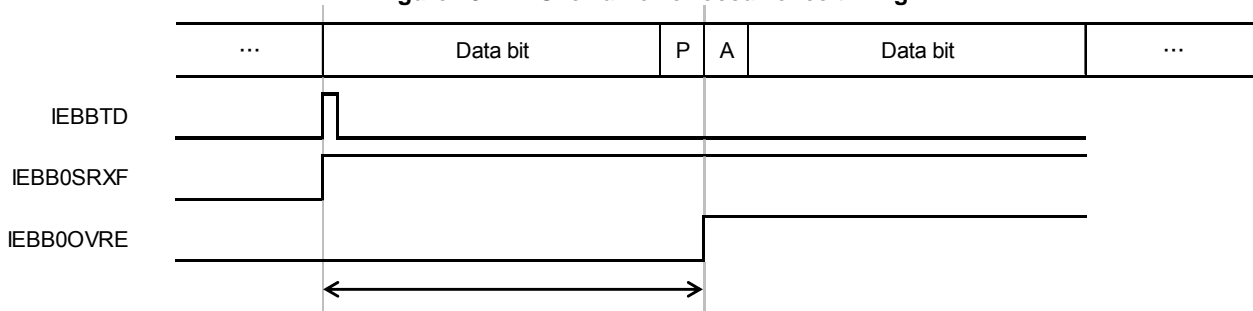 … Data bit P A Data bit …
IEBBTD
IEBB0SRXF
IEBB0OVRE